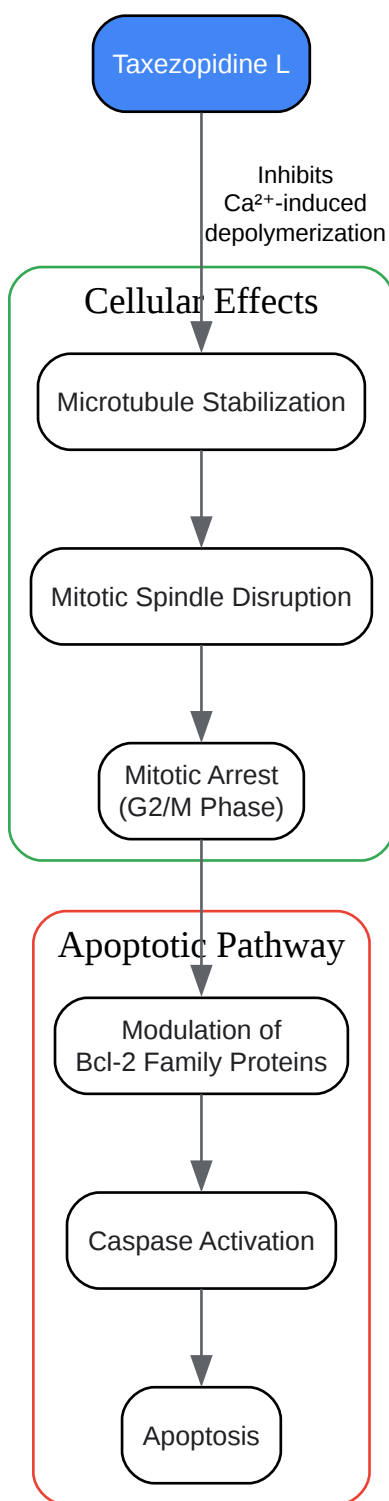 Taxezopidine L
Inhibits
Ca²⁺-induced
depolymerization
Cellular Effects
Microtubule Stabilization
Mitotic Spindle Disruption
Mitotic Arrest
(G2/M Phase)
Apoptotic Pathway
Modulation of
Bcl-2 Family Proteins
Caspase Activation
Apoptosis